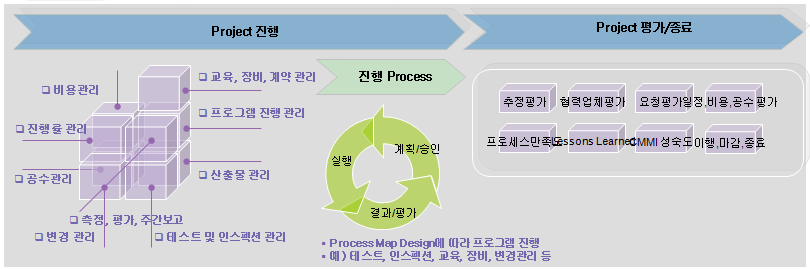 Project 진행
Project 평가/종료
❑ 비용관리
❑ 교육, 장비, 계약 관리
❑ 진행률 관리
❑ 프로그램 진행 관리
❑ 공수관리
❑ 산출물 관리
❑ 측정, 평가, 주간보고
❑ 변경 관리
❑ 테스트 및 인스펙션 관리
진행 Process
실행
계획/승인
결과/평가
• Process Map Design에 따라 프로그램 진행
• 예) 테스트, 인스펙션, 교육, 장비, 변경관리 등
추정평가
협력업체평가
요청평가
일정,비용,공수 평가
프로세스만족도
Lessons Learned
CMMI 성숙도
이행,마감,종료